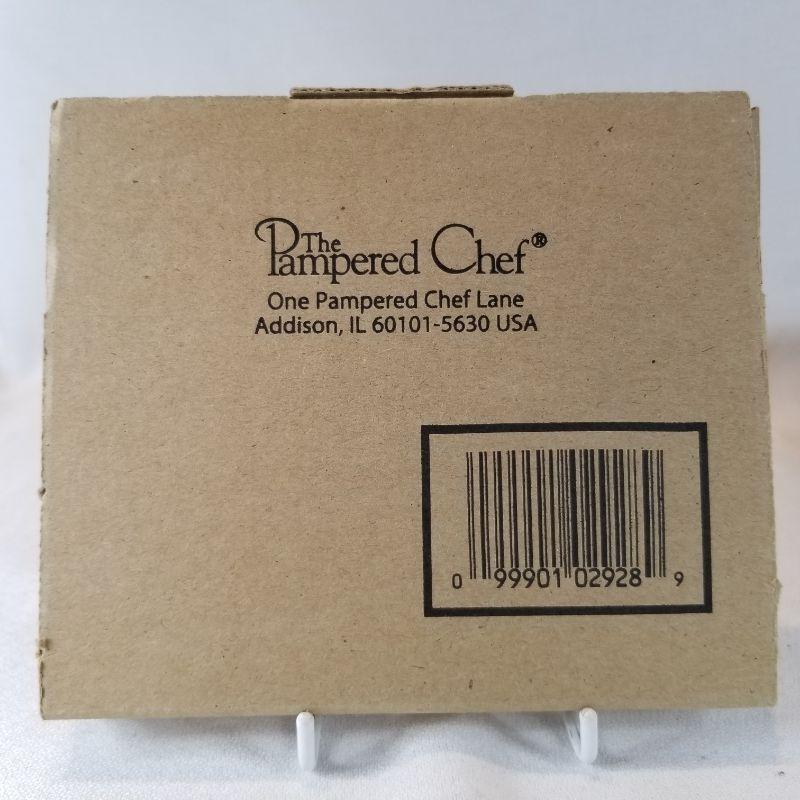 The Pampered Chef®
One Pampered Chef Lane
Addison, IL 60101-5630 USA
0 99901 02928 9